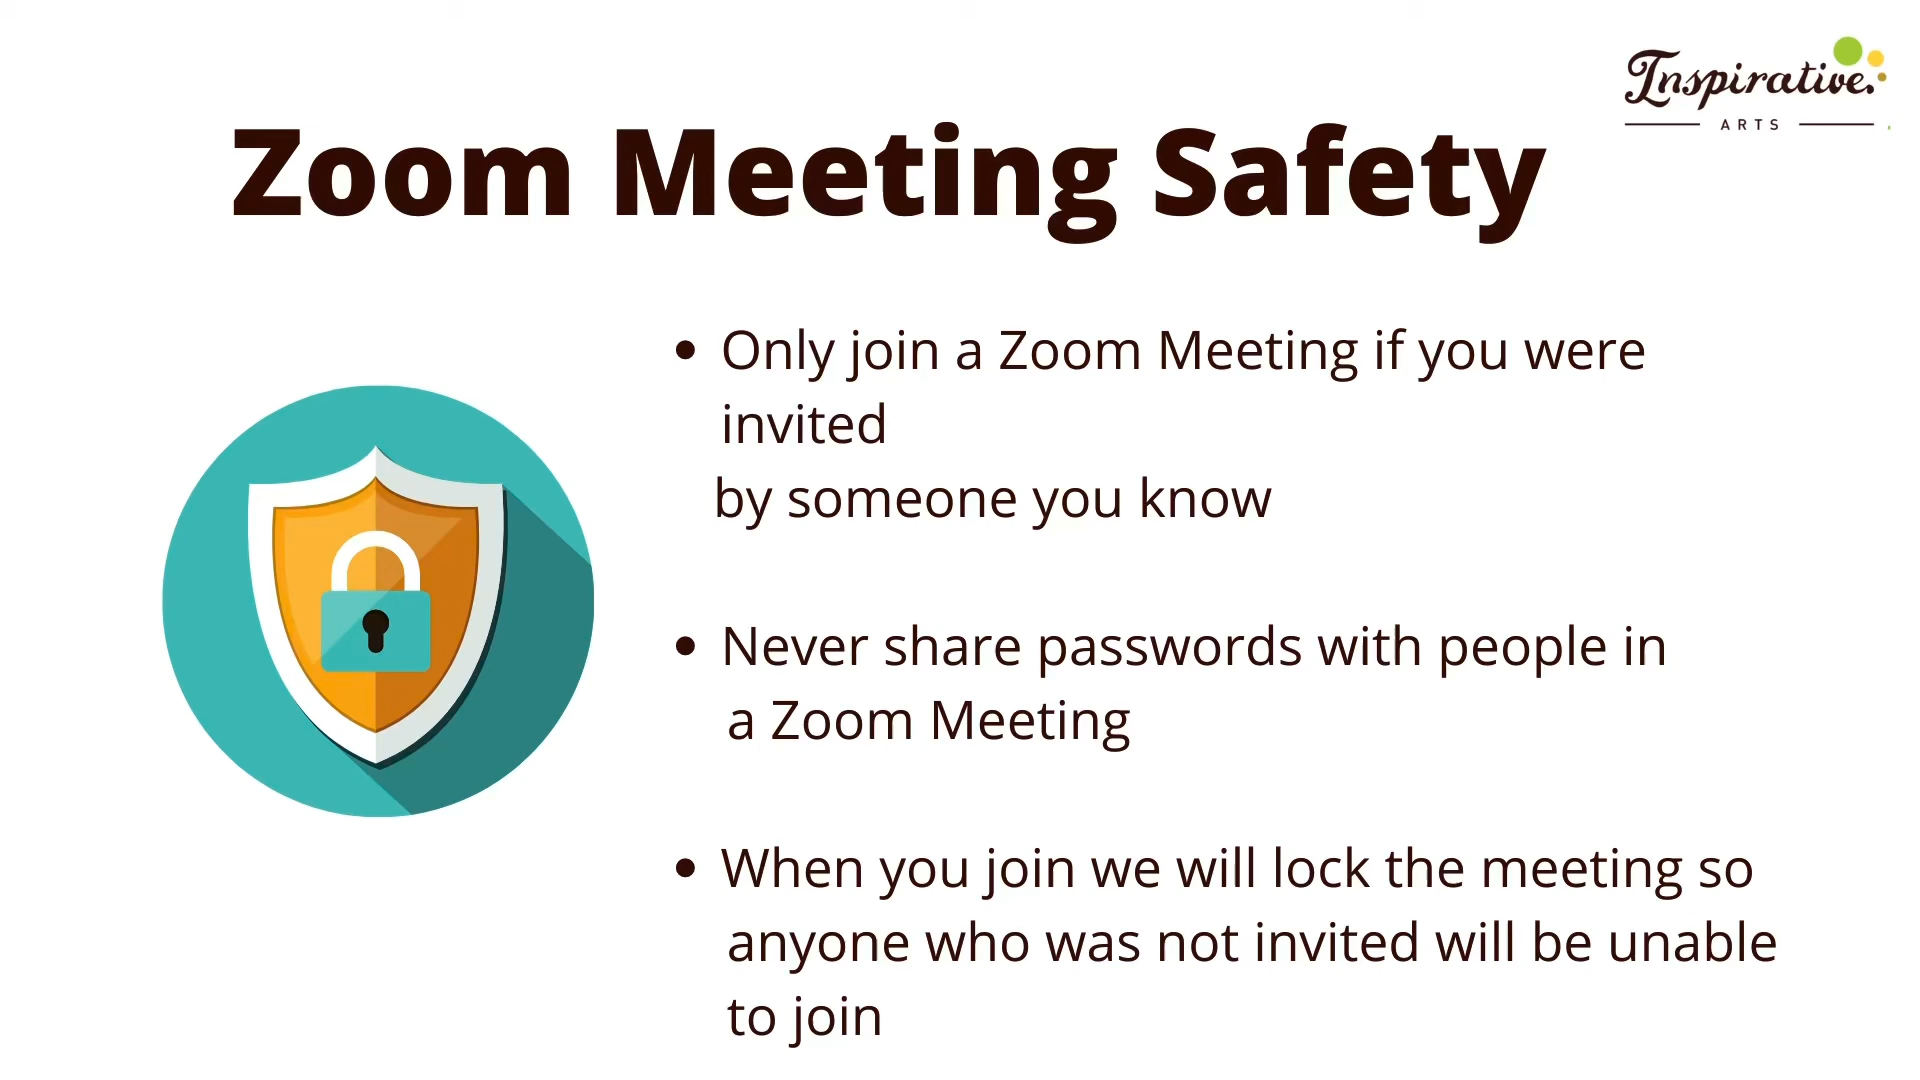 Inspirative.
ARTS
Zoom Meeting Safety
• Only join a Zoom Meeting if you were
invited
by someone you know
• Never share passwords with people in
a Zoom Meeting
• When you join we will lock the meeting so
anyone who was not invited will be unable
to join